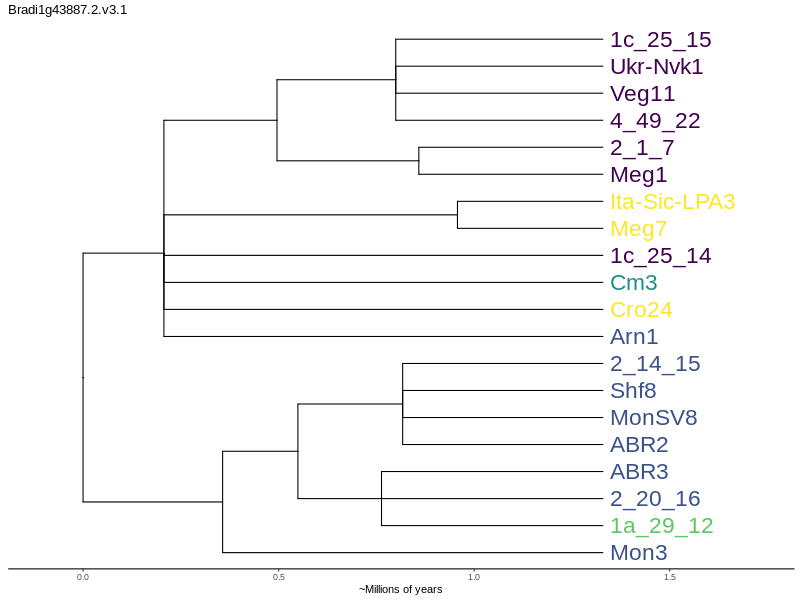 Bradi1g43887.2.v3.1
1c_25_15
Ukr-Nvk1
Veg11
4_49_22
2_1_7
Meg1
Ita-Sic-LPA3
Meg7
1c_25_14
Cm3
Cro24
Arn1
2_14_15
Shf8
MonSV8
ABR2
ABR3
2_20_16
1a_29_12
Mon3
0.0 0.5 1.0 1.5
~Millions of years